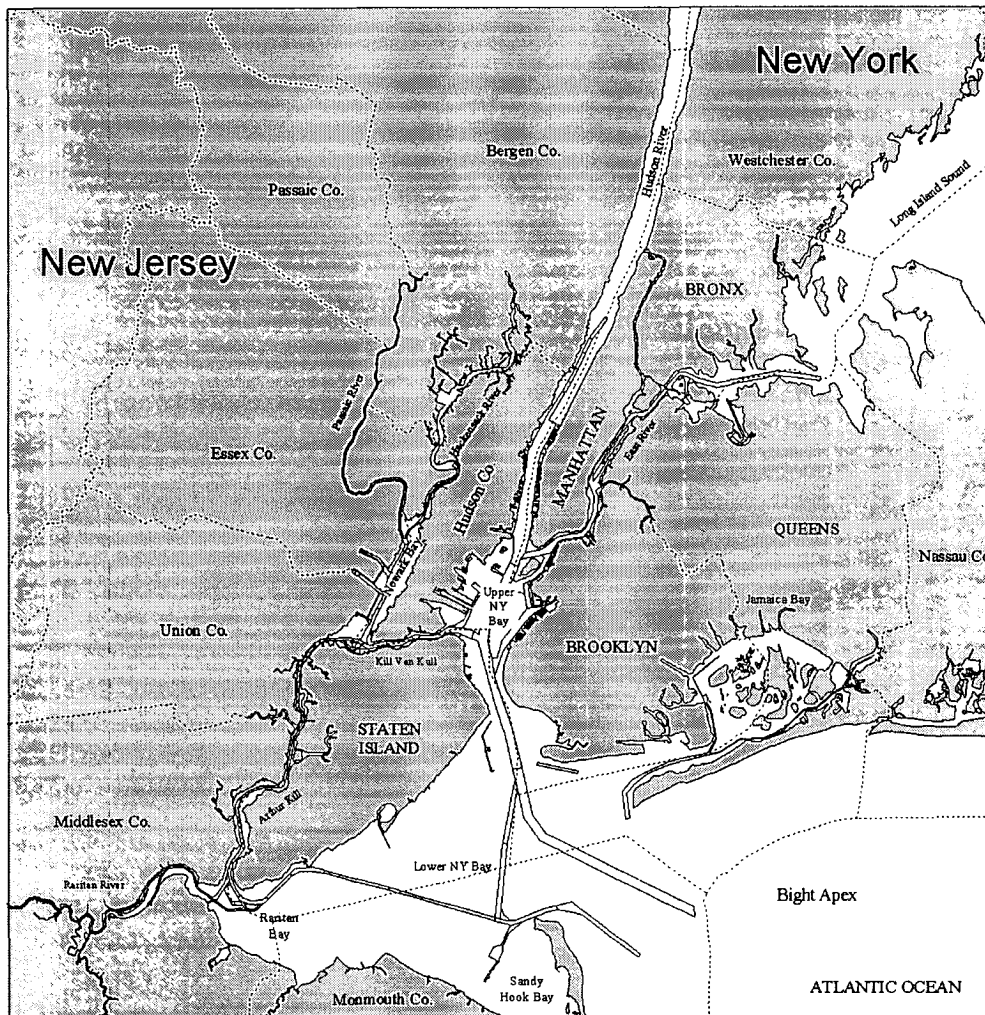 New York
Bergen Co.
Hudson River
Westchester Co.
Passaic Co.
Long Island Sound
New Jersey
BRONX
Passaic River
Hackensack River
MANHATTAN
East River
Essex Co.
Hudson Co
QUEENS
Nassau Co
Newark Bay
Upper
NY
Bay
Jamaica Bay
Union Co.
Kill Van Kull
BROOKLYN
STATEN
ISLAND
Arthur Kill
Middlesex Co.
Lower NY Bay
Raritan River
Bight Apex
Raritan
Bay
Sandy
Hook Bay
ATLANTIC OCEAN
Monmouth Co.